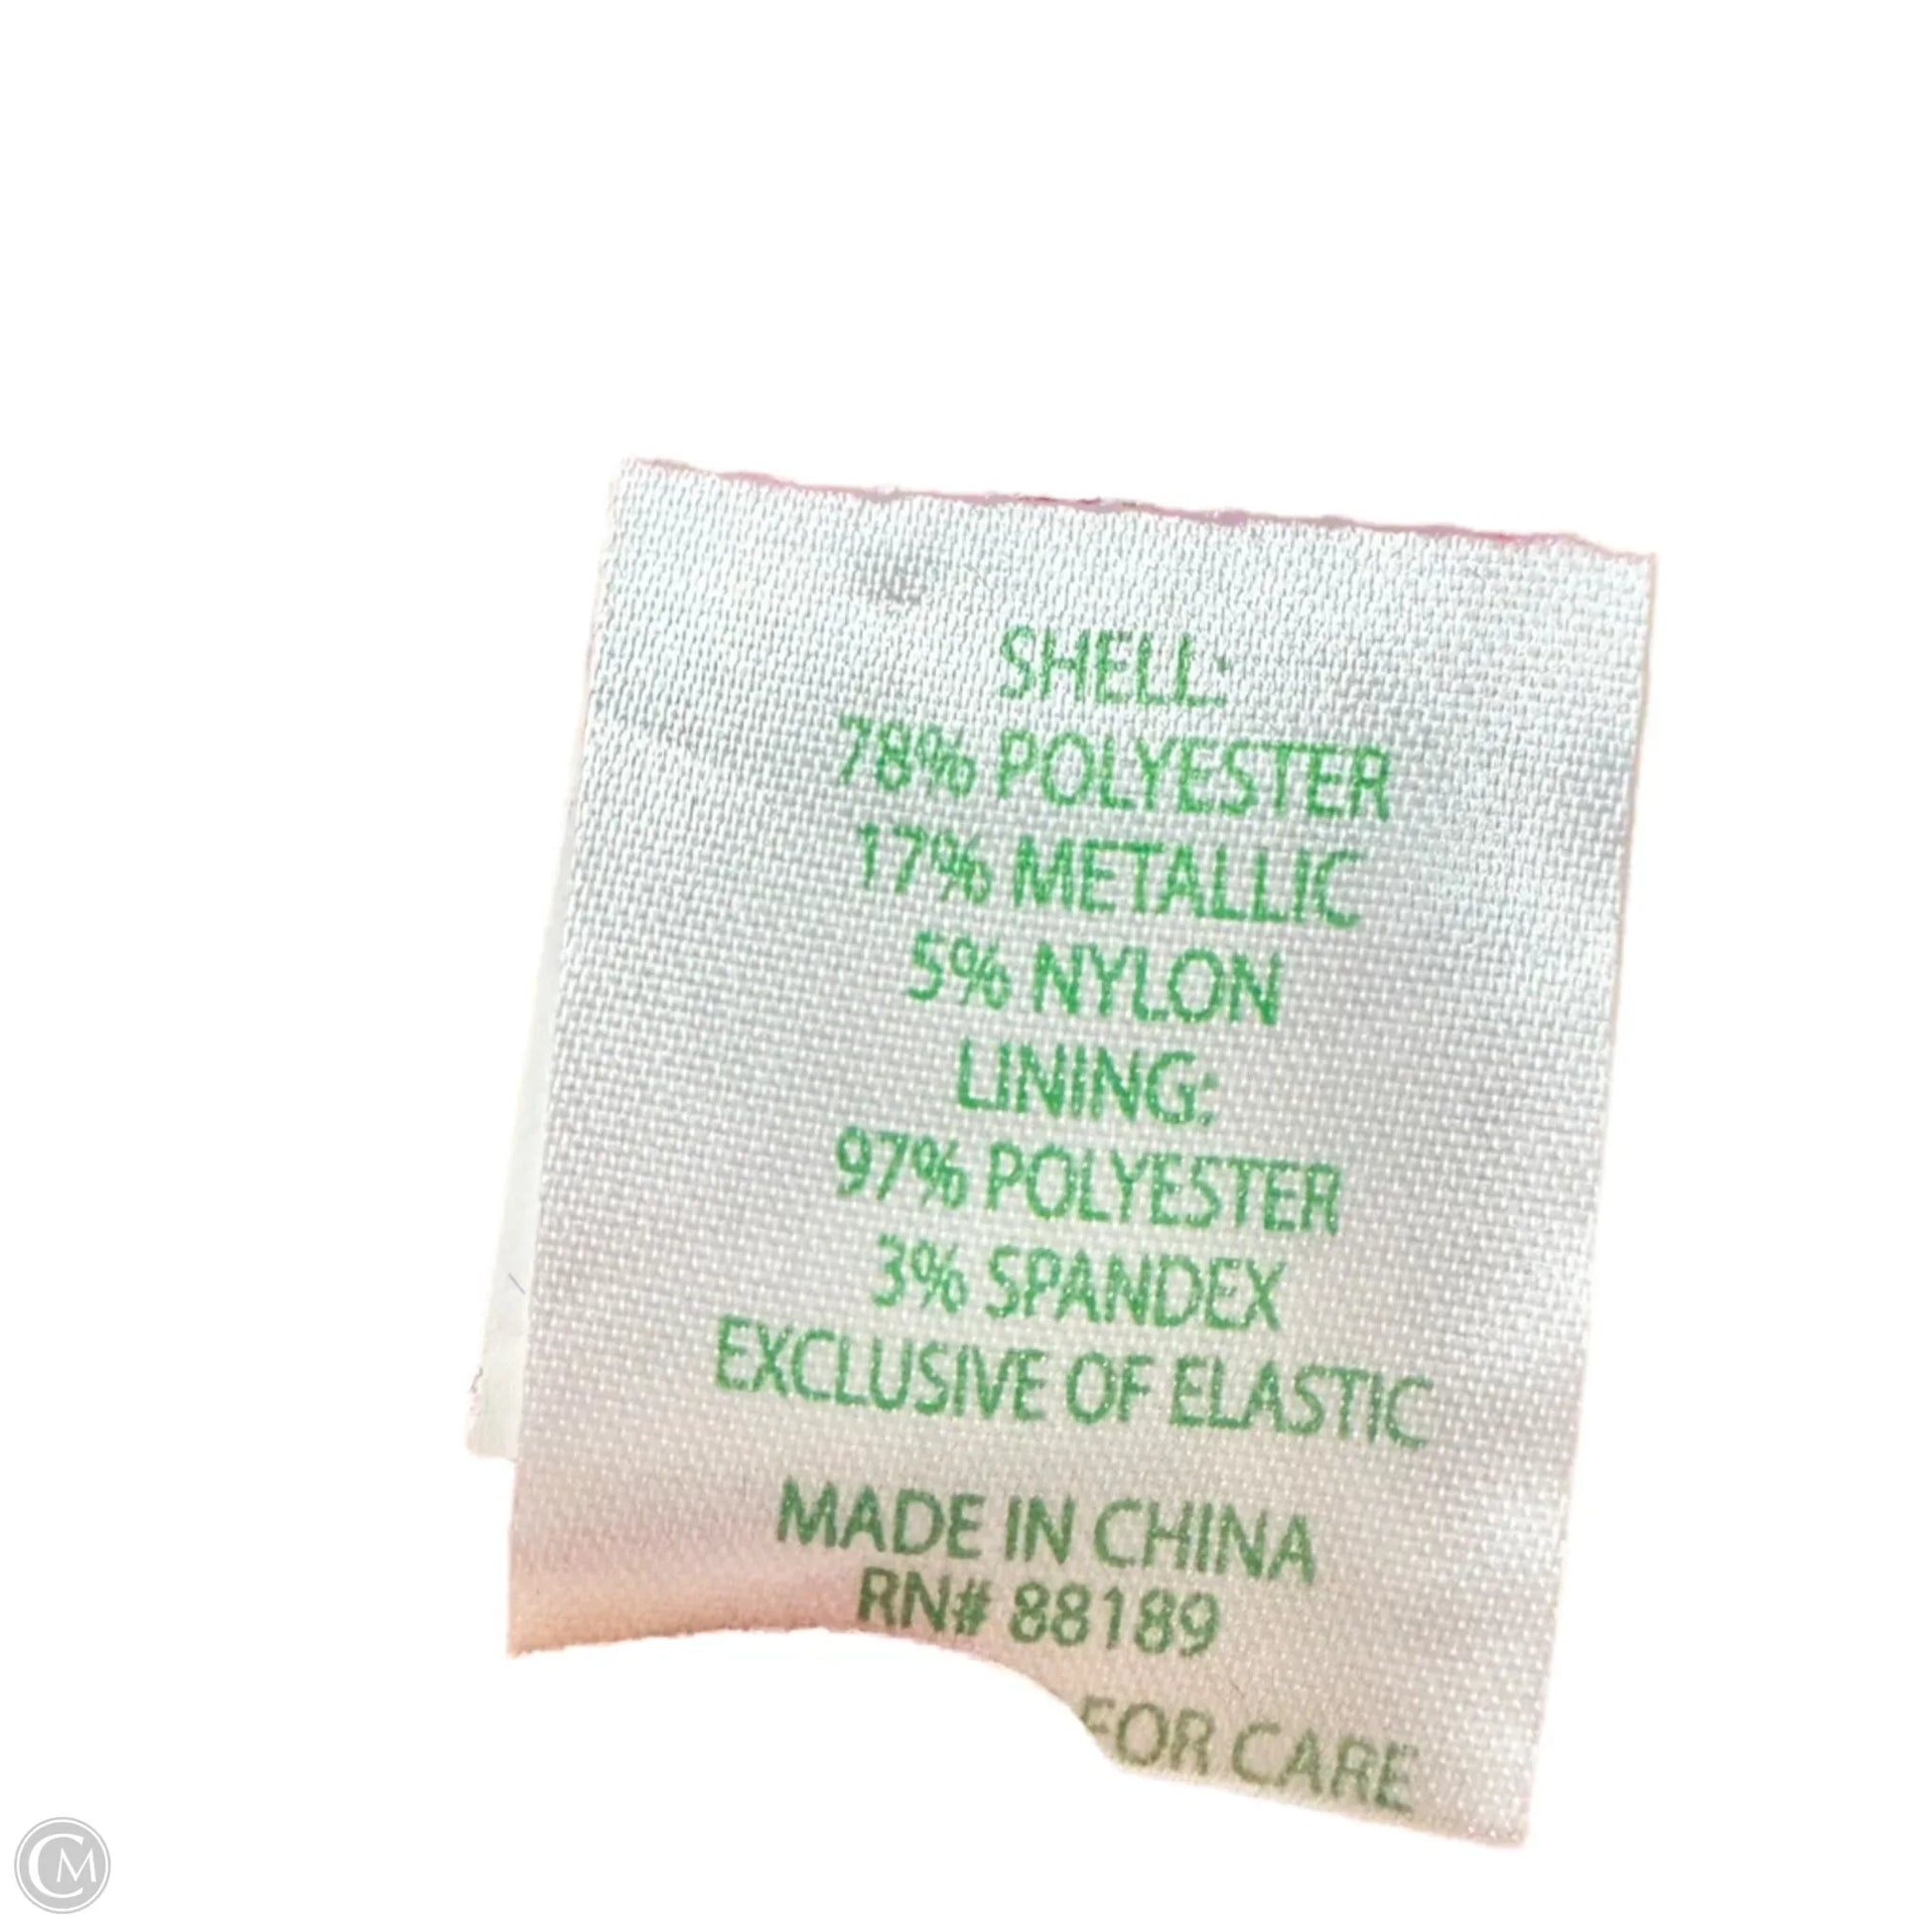 SHELL:
78% POLYESTER
17% METALLIC
5% NYLON
LINING:
97% POLYESTER
3% SPANDEX
EXCLUSIVE OF ELASTIC
MADE IN CHINA
RN# 88189
FOR CARE
CM